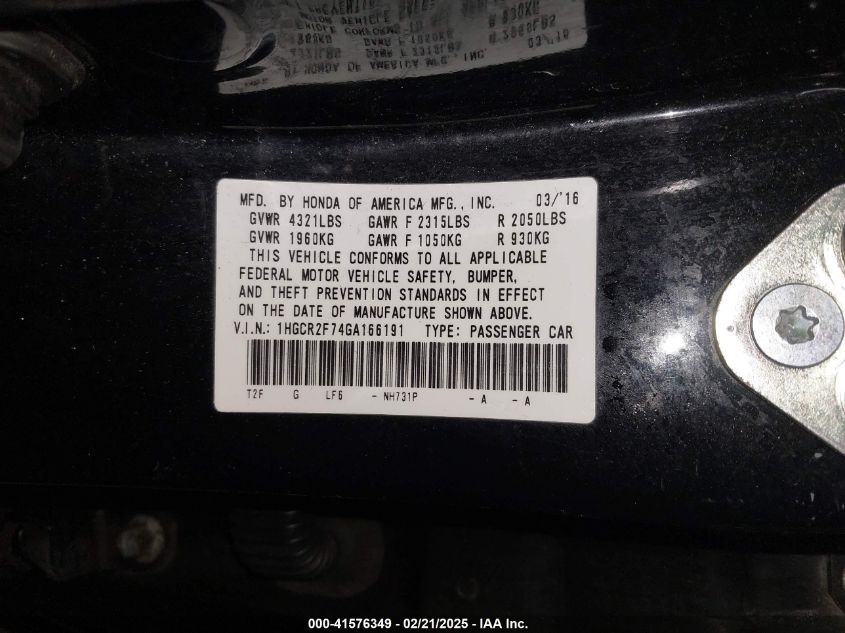 MFD. BY HONDA OF AMERICA MFG., INC. 03/'16
GVWR 4321LBS GAWR F 2315LBS R 2050LBS
GVWR 1960KG GAWR F 1050KG R 930KG
THIS VEHICLE CONFORMS TO ALL APPLICABLE
FEDERAL MOTOR VEHICLE SAFETY, BUMPER,
AND THEFT PREVENTION STANDARDS IN EFFECT
ON THE DATE OF MANUFACTURE SHOWN ABOVE.
V.I.N.: 1HGCR2F74GA166191 TYPE: PASSENGER CAR
T2F G LF6 - NH731P - A - A
000-41576349 - 02/21/2025 - IAA Inc.